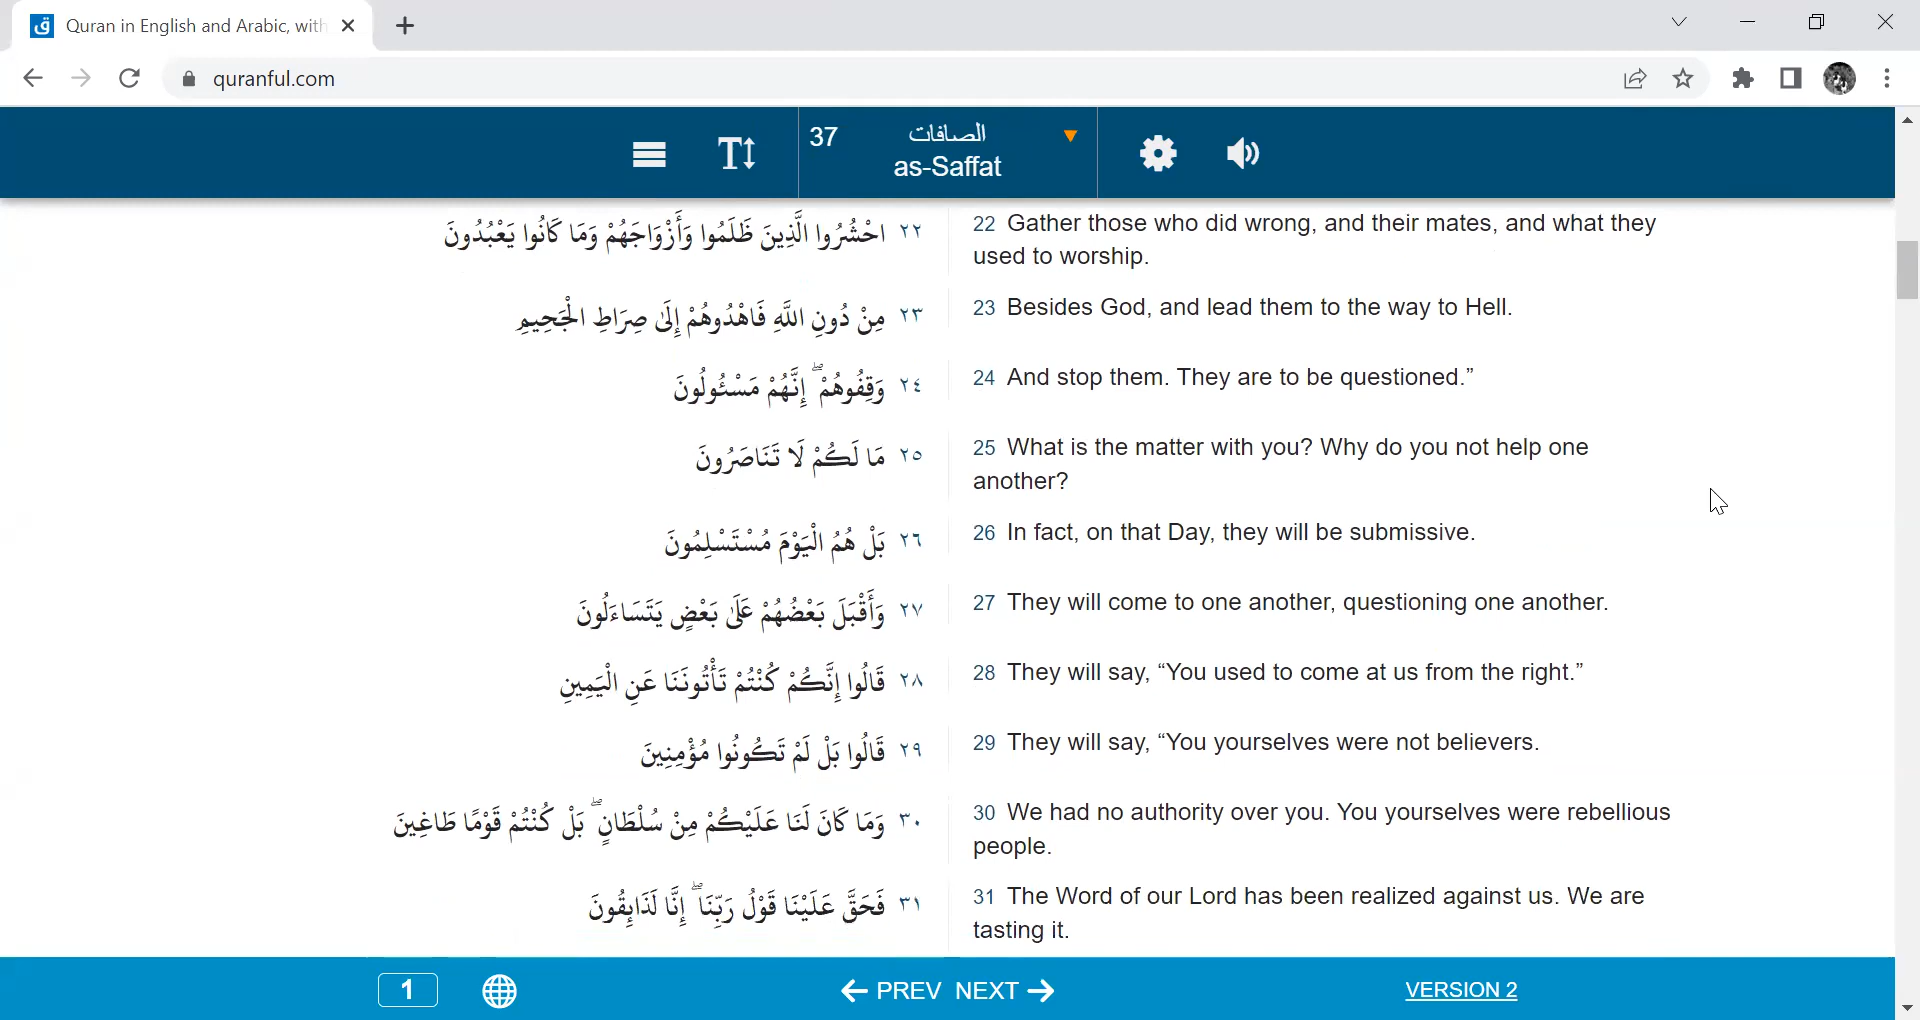 Quran in English and Arabic, with
quranful.com
37
الصافات
as-Saffat
احْشُرُوا الَّذِينَ ظَلَمُوا وَأَزْوَاجَهُمْ وَمَا كَانُوا يَعْبُدُونَ ٢٢
22 Gather those who did wrong, and their mates, and what they
used to worship.
مِنْ دُونِ اللَّهِ فَاهْدُوهُمْ إِلَىٰ صِرَاطِ الْجَحِيمِ ٢٣
23 Besides God, and lead them to the way to Hell.
وَقِفُوهُمْ ۖ إِنَّهُمْ مَسْئُولُونَ ٢٤
24 And stop them. They are to be questioned.”
مَا لَكُمْ لَا تَنَاصَرُونَ ٢٥
25 What is the matter with you? Why do you not help one
another?
بَلْ هُمُ الْيَوْمَ مُسْتَسْلِمُونَ ٢٦
26 In fact, on that Day, they will be submissive.
وَأَقْبَلَ بَعْضُهُمْ عَلَىٰ بَعْضٍ يَتَسَاءَلُونَ ٢٧
27 They will come to one another, questioning one another.
قَالُوا إِنَّكُمْ كُنْتُمْ تَأْتُونَنَا عَنِ الْيَمِينِ ٢٨
28 They will say, “You used to come at us from the right.”
قَالُوا بَلْ لَمْ تَكُونُوا مُؤْمِنِينَ ٢٩
29 They will say, “You yourselves were not believers.
وَمَا كَانَ لَنَا عَلَيْكُمْ مِنْ سُلْطَانٍ ۖ بَلْ كُنْتُمْ قَوْمًا طَاغِينَ ٣٠
30 We had no authority over you. You yourselves were rebellious
people.
فَحَقَّ عَلَيْنَا قَوْلُ رَبِّنَا ۖ إِنَّا لَذَائِقُونَ ٣١
31 The Word of our Lord has been realized against us. We are
tasting it.
1
PREV NEXT
VERSION 2